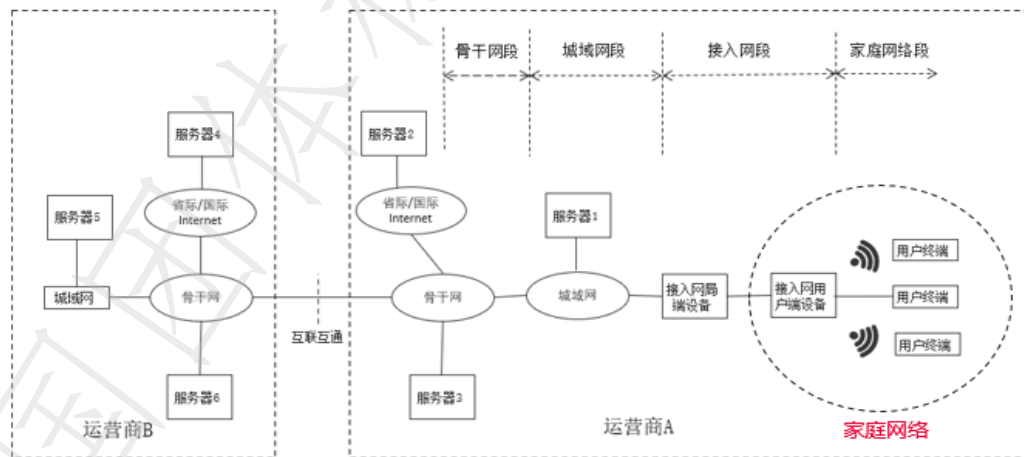 骨干网段
城域网段
接入网段
家庭网络段
服务器4
服务器2
服务器5
省际/国际
Internet
省际/国际
Internet
服务器1
用户终端
城域网
骨干网
骨干网
城域网
接入网局
端设备
接入网用
户端设备
用户终端
互联互通
用户终端
服务器6
服务器3
运营商B
运营商A
家庭网络